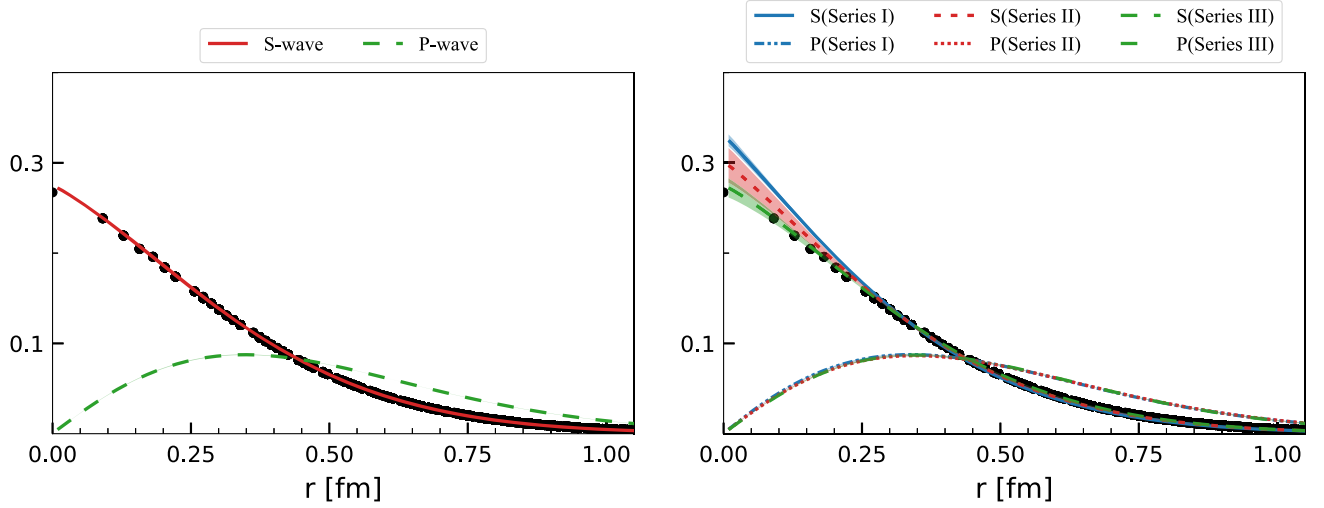 S-wave P-wave
0.3
0.1
0.00 0.25 0.50 0.75 1.00
r [fm]
S(Series I) S(Series II) S(Series III)
P(Series I) P(Series II) P(Series III)
0.3
0.1
0.00 0.25 0.50 0.75 1.00
r [fm]